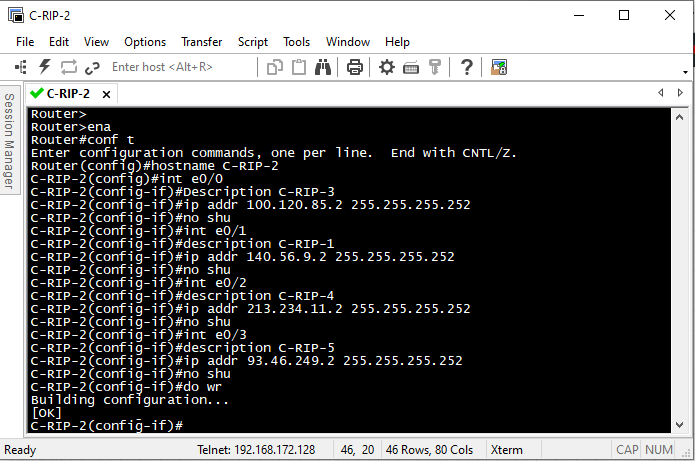 C-RIP-2
File Edit View Options Transfer Script Tools Window Help
Enter host <Alt+R>
Session Manager
C-RIP-2
Router>
Router>ena
Router#conf t
Enter configuration commands, one per line.  End with CNTL/Z.
Router(config)#hostname C-RIP-2
C-RIP-2(config)#int e0/0
C-RIP-2(config-if)#Description C-RIP-3
C-RIP-2(config-if)#ip addr 100.120.85.2 255.255.255.252
C-RIP-2(config-if)#no shu
C-RIP-2(config-if)#int e0/1
C-RIP-2(config-if)#description C-RIP-1
C-RIP-2(config-if)#ip addr 140.56.9.2 255.255.255.252
C-RIP-2(config-if)#no shu
C-RIP-2(config-if)#int e0/2
C-RIP-2(config-if)#description C-RIP-4
C-RIP-2(config-if)#ip addr 213.234.11.2 255.255.255.252
C-RIP-2(config-if)#no shu
C-RIP-2(config-if)#int e0/3
C-RIP-2(config-if)#description C-RIP-5
C-RIP-2(config-if)#ip addr 93.46.249.2 255.255.255.252
C-RIP-2(config-if)#no shu
C-RIP-2(config-if)#do wr
Building configuration...
[OK]
C-RIP-2(config-if)#
Ready Telnet: 192.168.172.128 46, 20 46 Rows, 80 Cols Xterm CAP NUM